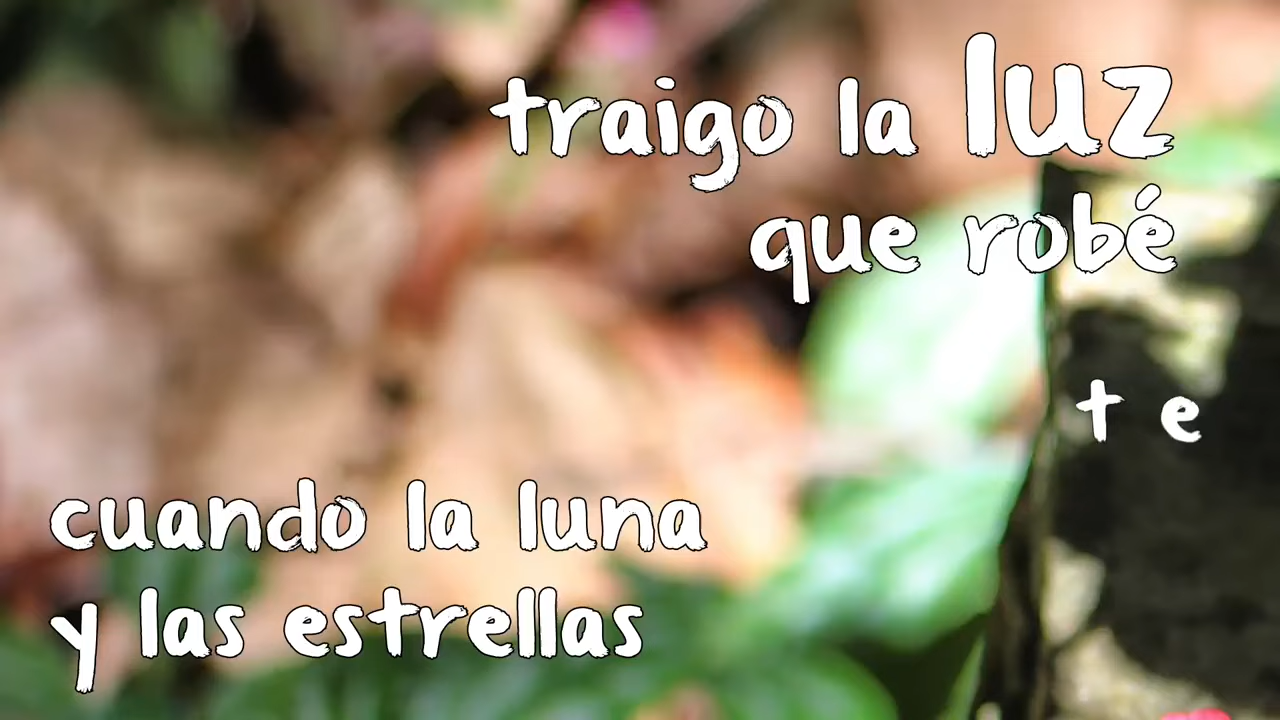 traigo la luz
que robé
t e
cuando la luna
y las estrellas